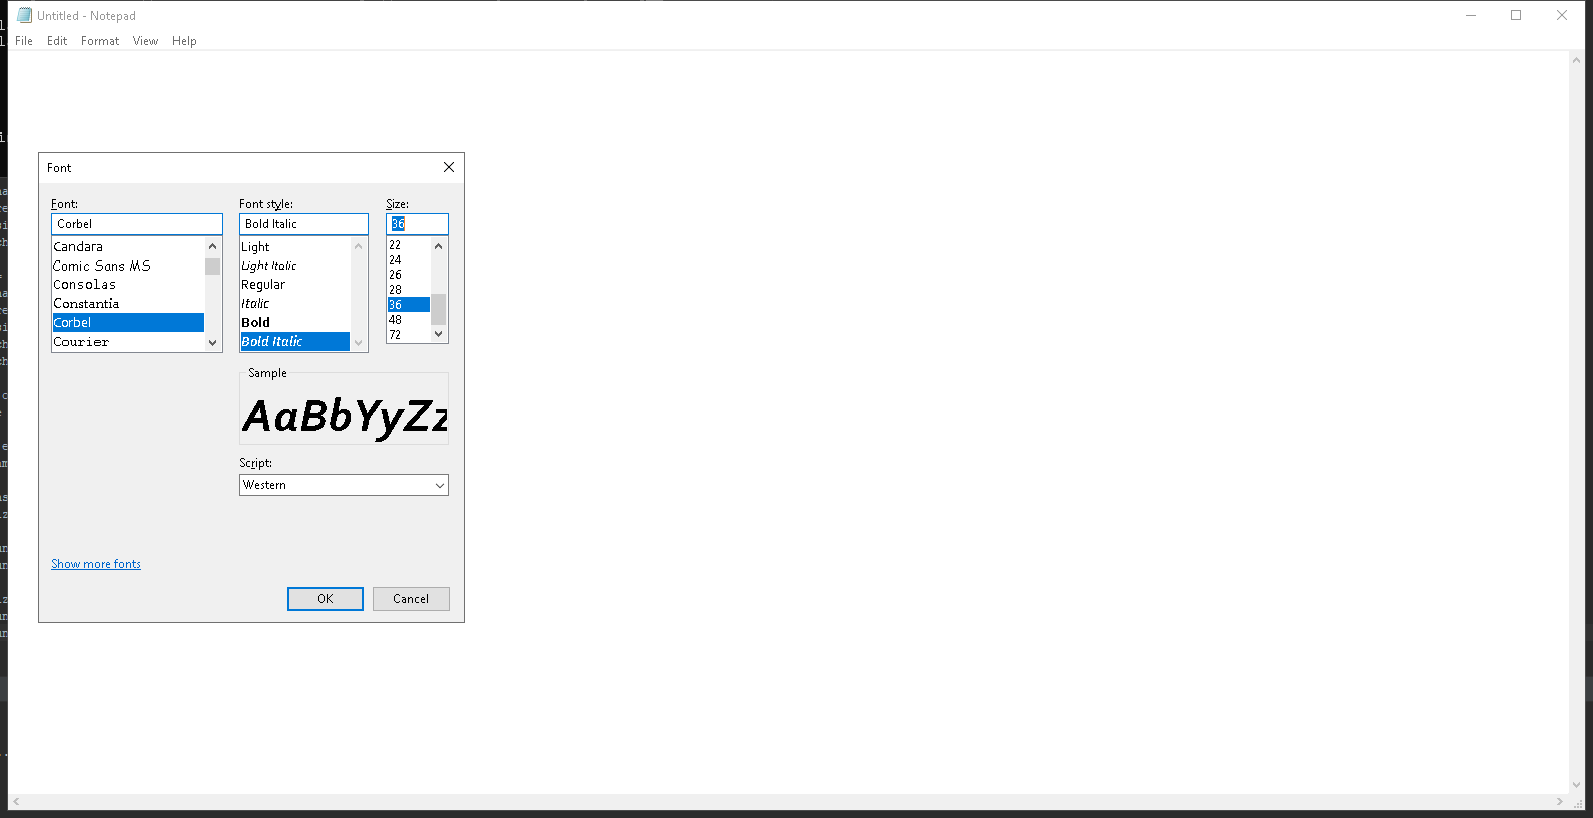 Untitled - Notepad
File Edit Format View Help
Font
Font: Font style: Size:
Corbel Bold Italic 36
Candara Light 22
Comic Sans MS Light Italic 24
Consolas Regular 26
Constantia Italic 28
Corbel Bold 36
Courier Bold Italic 48
72
Sample
AaBbYyZz
Script:
Western
Show more fonts
OK Cancel